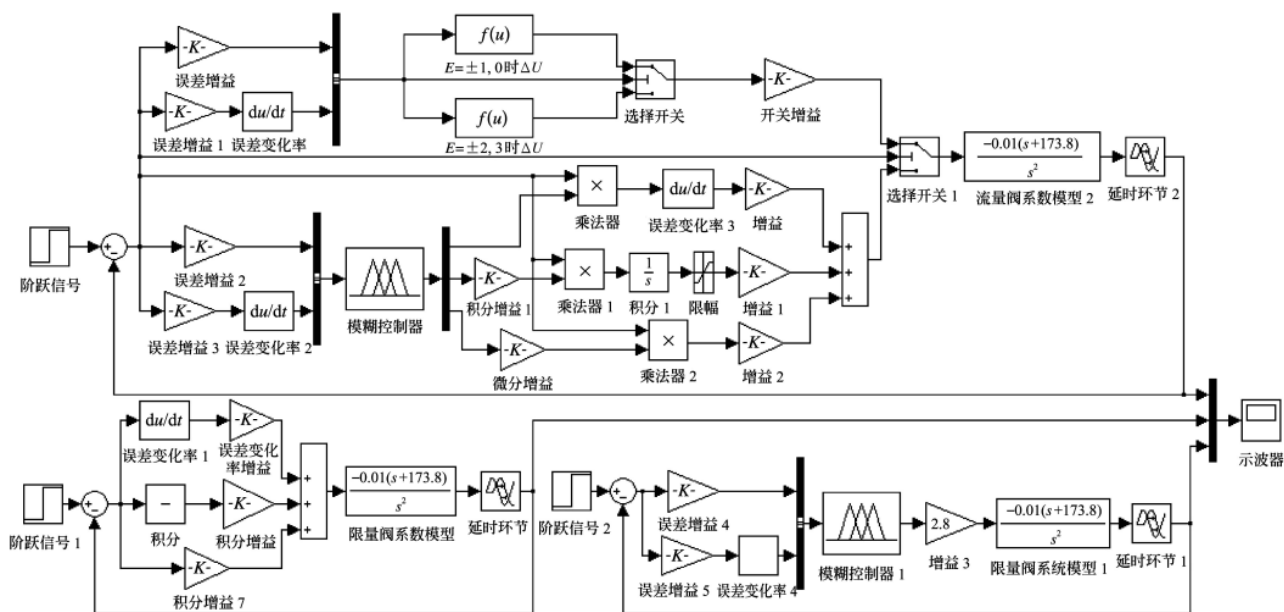 -K-
误差增益
-K-
误差增益 1
du/dt
误差变化率
f(u)
E=±1, 0时ΔU
f(u)
E=±2, 3时ΔU
选择开关
-K-
开关增益
选择开关 1
-0.01(s+173.8)
s²
流量阀系数模型 2
延时环节 2
阶跃信号
+
-
-K-
误差增益 2
-K-
误差增益 3
du/dt
误差变化率 2
模糊控制器
×
乘法器
du/dt
误差变化率 3
-K-
增益
-K-
积分增益 1
×
乘法器 1
1
s
积分 1
限幅
-K-
增益 1
-K-
微分增益
×
乘法器 2
-K-
增益 2
+
+
+
示波器
阶跃信号 1
+
-
du/dt
误差变化率 1
-K-
误差变化
率增益
-
积分
-K-
积分增益
-K-
积分增益 7
+
+
+
-0.01(s+173.8)
s²
限量阀系数模型
延时环节
阶跃信号 2
+
-
-K-
误差增益 4
-K-
误差增益 5
误差变化率 4
模糊控制器 1
2.8
增益 3
-0.01(s+173.8)
s²
限量阀系统模型 1
延时环节 1